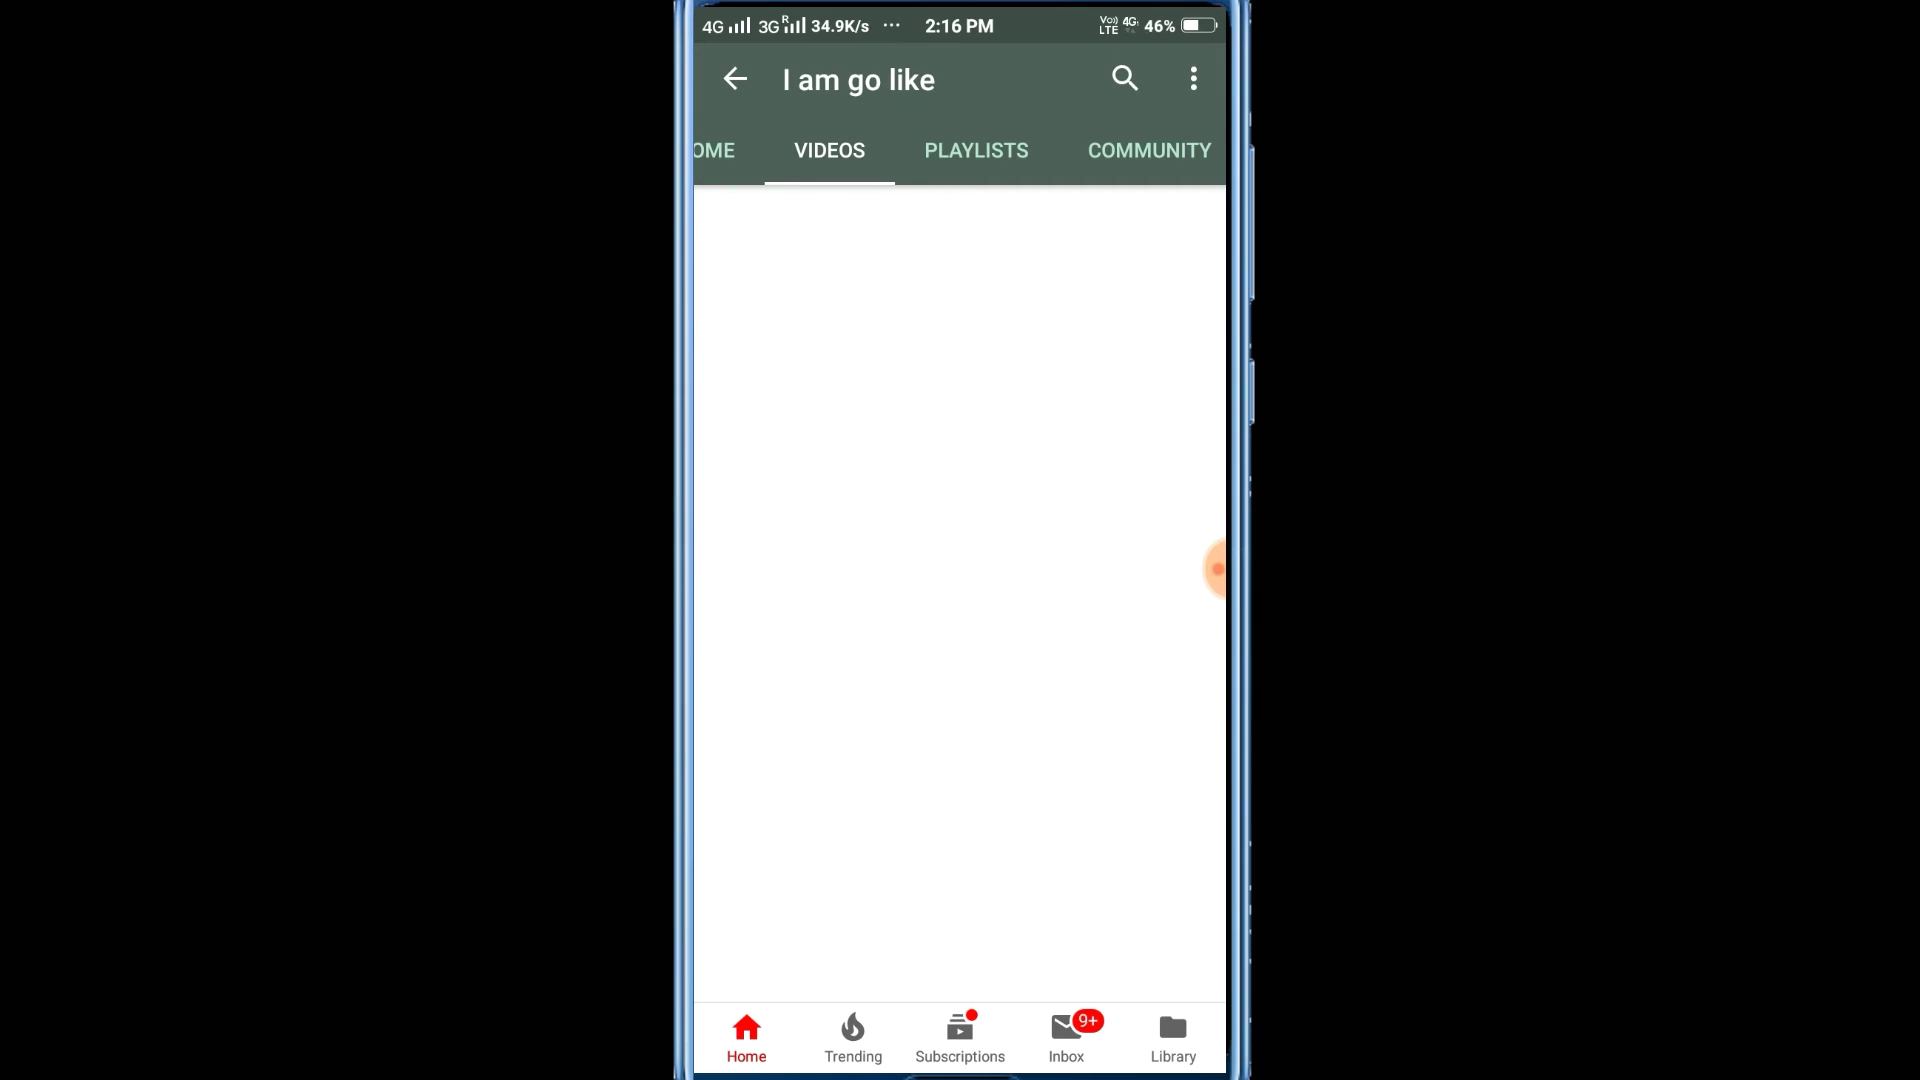 4G 3G R 34.9K/s ... 2:16 PM Vo) LTE 4G 46%
I am go like
OME VIDEOS PLAYLISTS COMMUNITY
9+
Home Trending Subscriptions Inbox Library